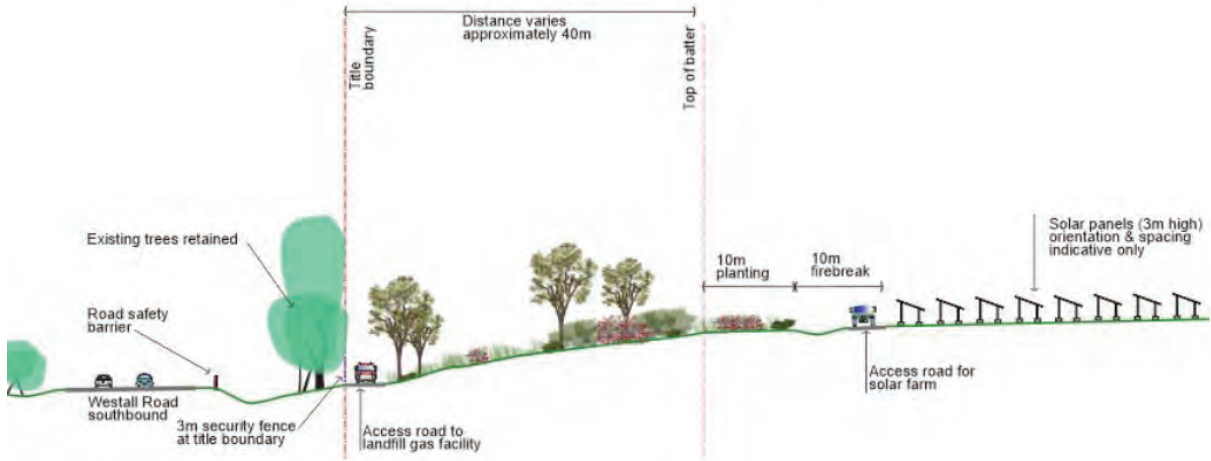 Distance varies
approximately 40m
Title
boundary
Top of batter
Existing trees retained
Road safety
barrier
Westall Road
southbound
3m security fence
at title boundary
Access road to
landfill gas facility
10m
planting
10m
firebreak
Access road for
solar farm
Solar panels (3m high)
orientation & spacing
indicative only